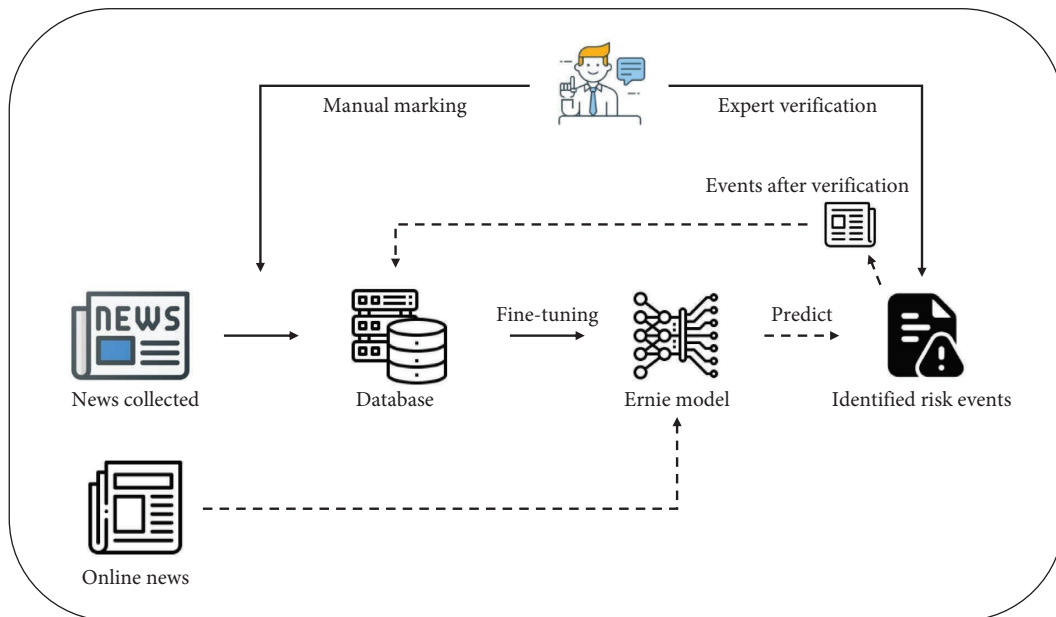 Manual marking
Expert verification
Events after verification
NEWS
Fine-tuning
Predict
News collected
Database
Ernie model
Identified risk events
Online news